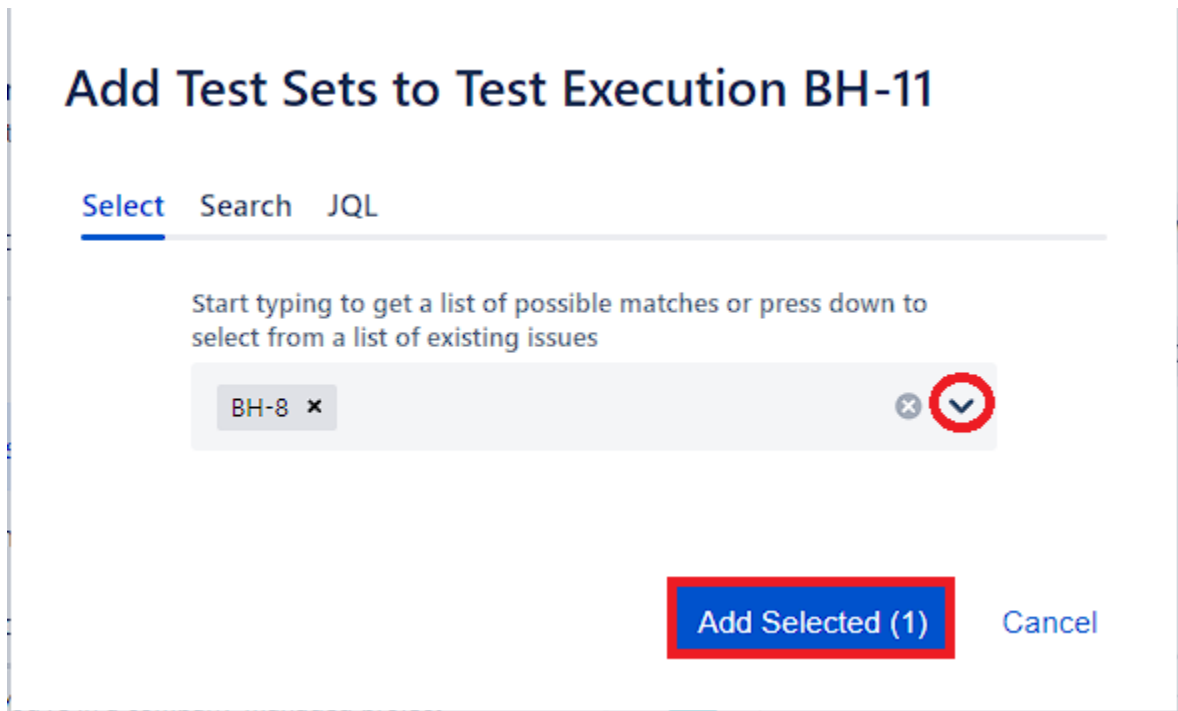 Add Test Sets to Test Execution BH-11
Select Search JQL
Start typing to get a list of possible matches or press down to
select from a list of existing issues
BH-8 ×
Add Selected (1) Cancel